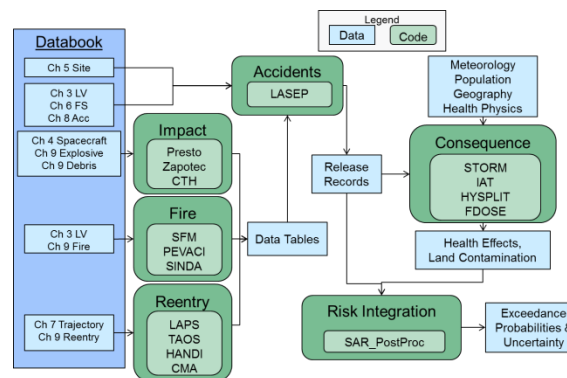 Legend
Data
Code
Databook
Ch 5 Site
Ch 3 LV
Ch 6 FS
Ch 8 Acc
Ch 4 Spacecraft
Ch 9 Explosive
Ch 9 Debris
Ch 3 LV
Ch 9 Fire
Ch 7 Trajectory
Ch 9 Reentry
Accidents
LASEP
Impact
Presto
Zapotec
CTH
Fire
SFM
PEVACI
SINDA
Reentry
LAPS
TAOS
HANDI
CMA
Data Tables
Release
Records
Meteorology
Population
Geography
Health Physics
Consequence
STORM
IAT
HYSPLIT
FDOSE
Health Effects,
Land Contamination
Risk Integration
SAR_PostProc
Exceedance
Probabilities &
Uncertainty